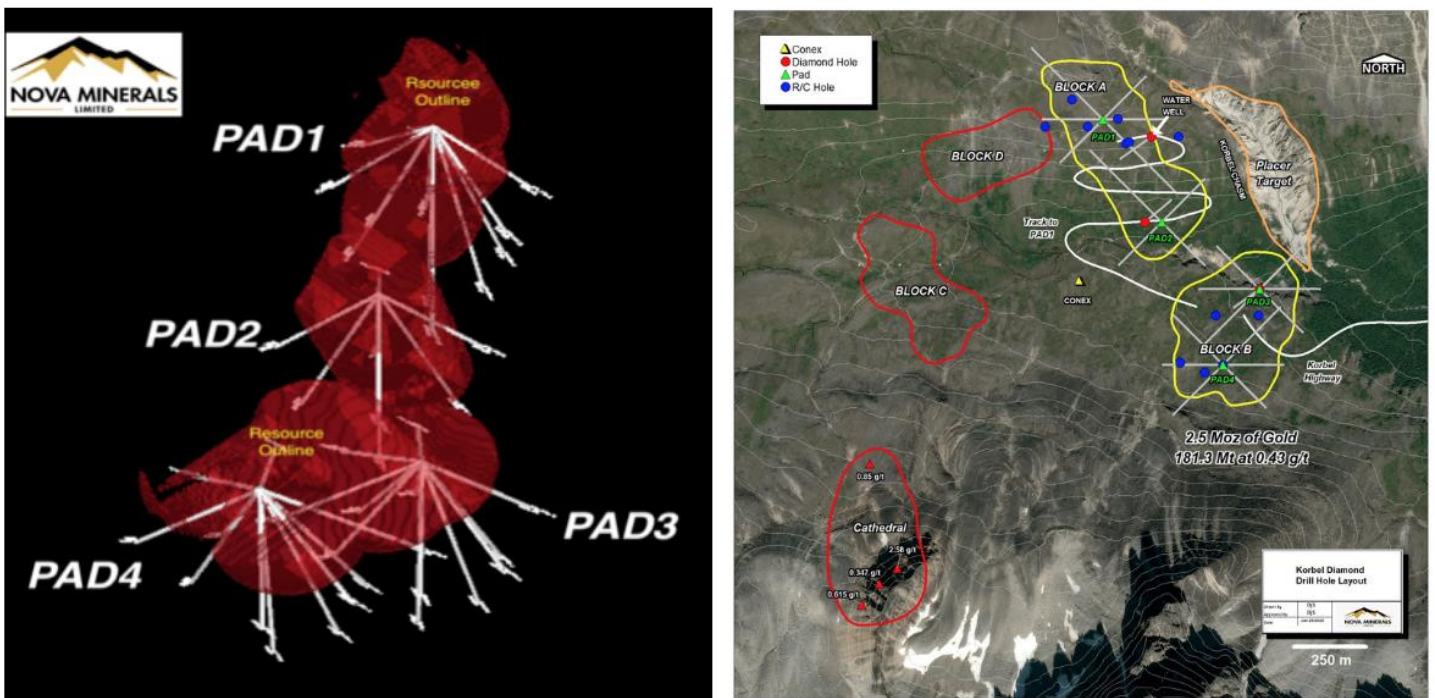 NOVA MINERALS
LIMITED
Rsourcee
Outline
PAD1
PAD2
Resource
Outline
PAD3
PAD4
Conex
Diamond Hole
Pad
R/C Hole
NORTH
BLOCK A
WATER
WELL
PAD1
BLOCK D
KORBEL CHASM
Placer
Target
Track to
PAD1
PAD2
BLOCK C
CONEX
PAD3
BLOCK B
PAD4
Korbel
Highway
2.5 Moz of Gold
181.3 Mt at 0.43 g/t
0.85 g/t
Cathedral
2.58 g/t
0.347 g/t
0.615 g/t
Korbel Diamond
Drill Hole Layout
NOVA MINERALS
250 m